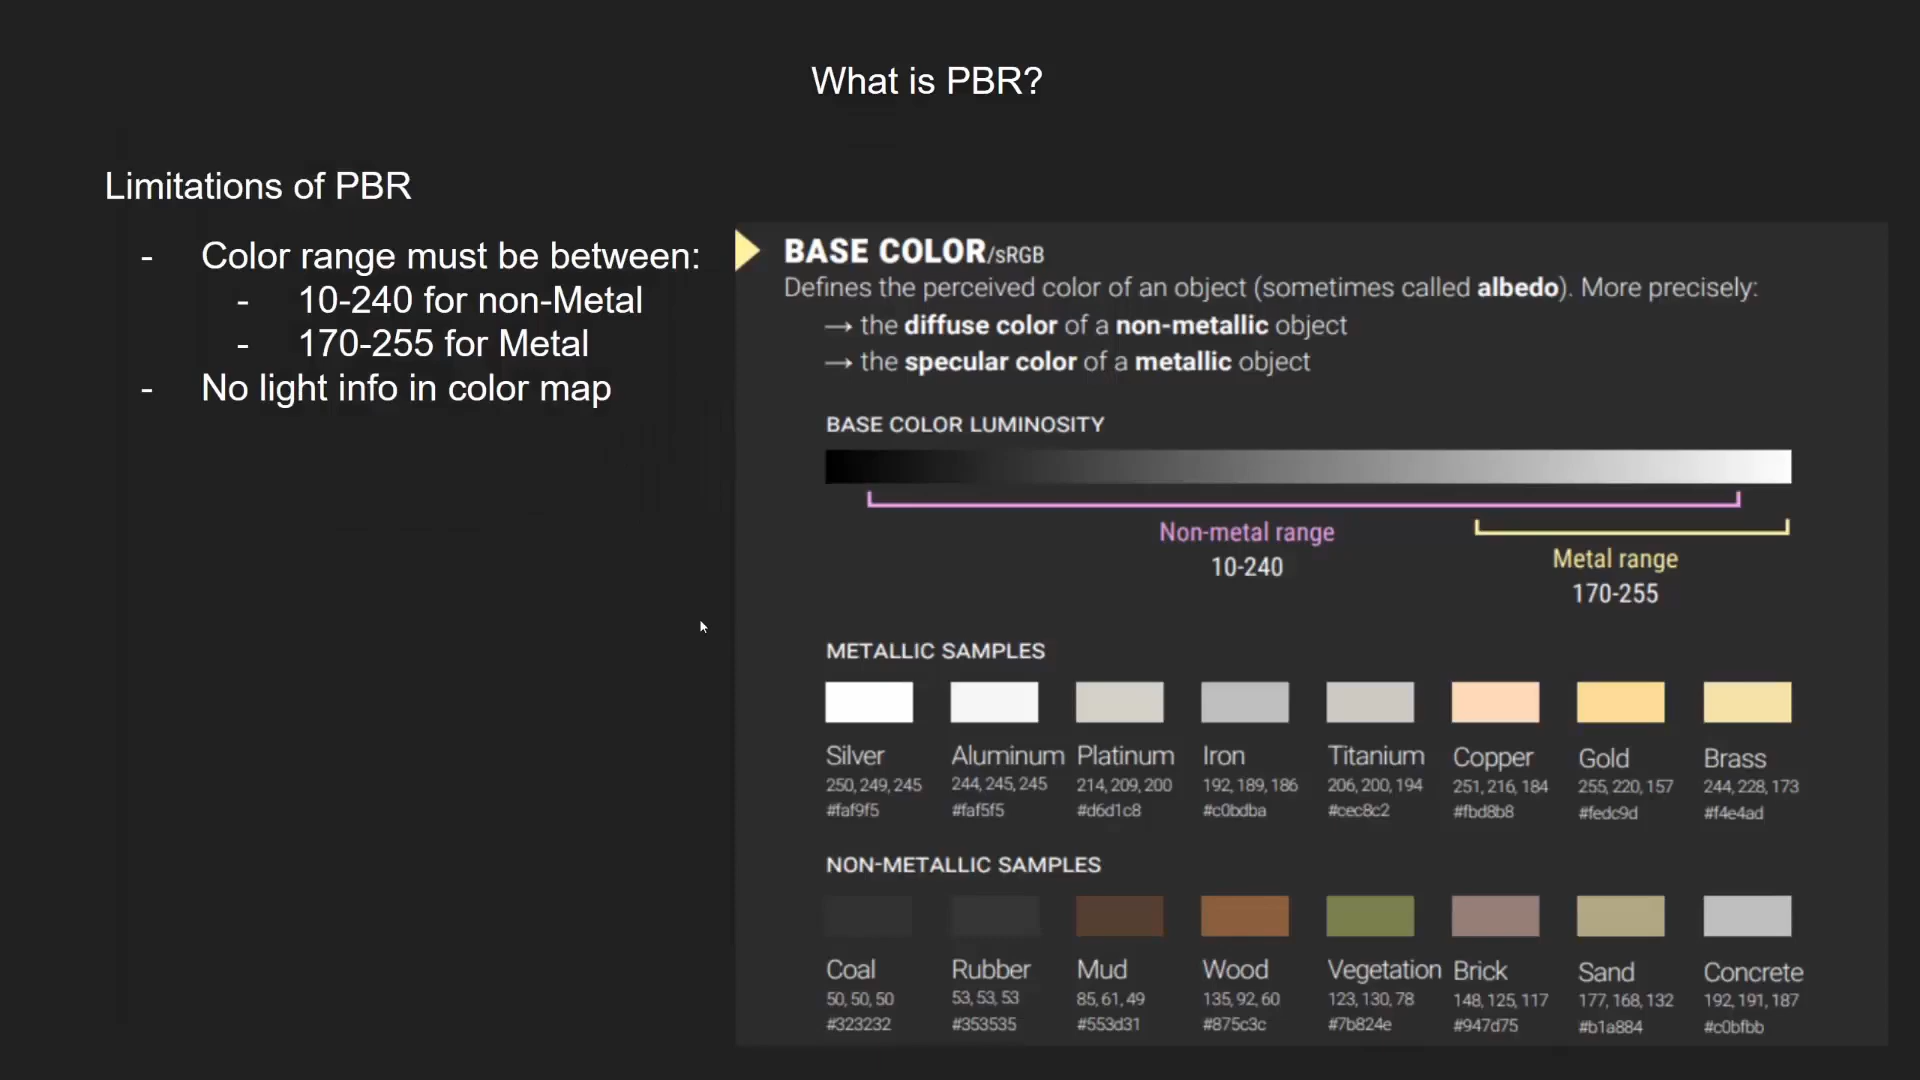 What is PBR?
Limitations of PBR
- Color range must be between:
- 10-240 for non-Metal
- 170-255 for Metal
- No light info in color map
BASE COLOR/sRGB
Defines the perceived color of an object (sometimes called albedo). More precisely:
→ the diffuse color of a non-metallic object
→ the specular color of a metallic object
BASE COLOR LUMINOSITY
Non-metal range
10-240
Metal range
170-255
METALLIC SAMPLES
Silver Aluminum Platinum Iron Titanium Copper Gold Brass
250, 249, 245 244, 245, 245 214, 209, 200 192, 189, 186 206, 200, 194 251, 216, 184 255, 220, 157 244, 228, 173
#faf9f5 #faf5f5 #d6d1c8 #c0bdba #cec8c2 #fbd8b8 #fedc9d #f4e4ad
NON-METALLIC SAMPLES
Coal Rubber Mud Wood Vegetation Brick Sand Concrete
50, 50, 50 53, 53, 53 85, 61, 49 135, 92, 60 123, 130, 78 148, 125, 117 177, 168, 132 192, 191, 187
#323232 #353535 #553d31 #875c3c #7b824e #947d75 #b1a884 #c0bfbb